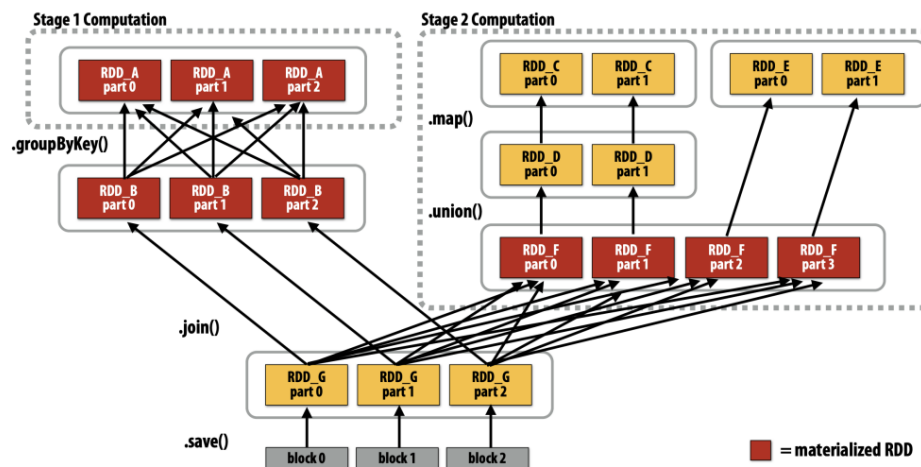 Stage 1 Computation
Stage 2 Computation
RDD_A
part 0
RDD_A
part 1
RDD_A
part 2
RDD_C
part 0
RDD_C
part 1
RDD_E
part 0
RDD_E
part 1
.map()
.groupByKey()
RDD_D
part 0
RDD_D
part 1
RDD_B
part 0
RDD_B
part 1
RDD_B
part 2
.union()
RDD_F
part 0
RDD_F
part 1
RDD_F
part 2
RDD_F
part 3
.join()
RDD_G
part 0
RDD_G
part 1
RDD_G
part 2
.save()
block 0
block 1
block 2
= materialized RDD